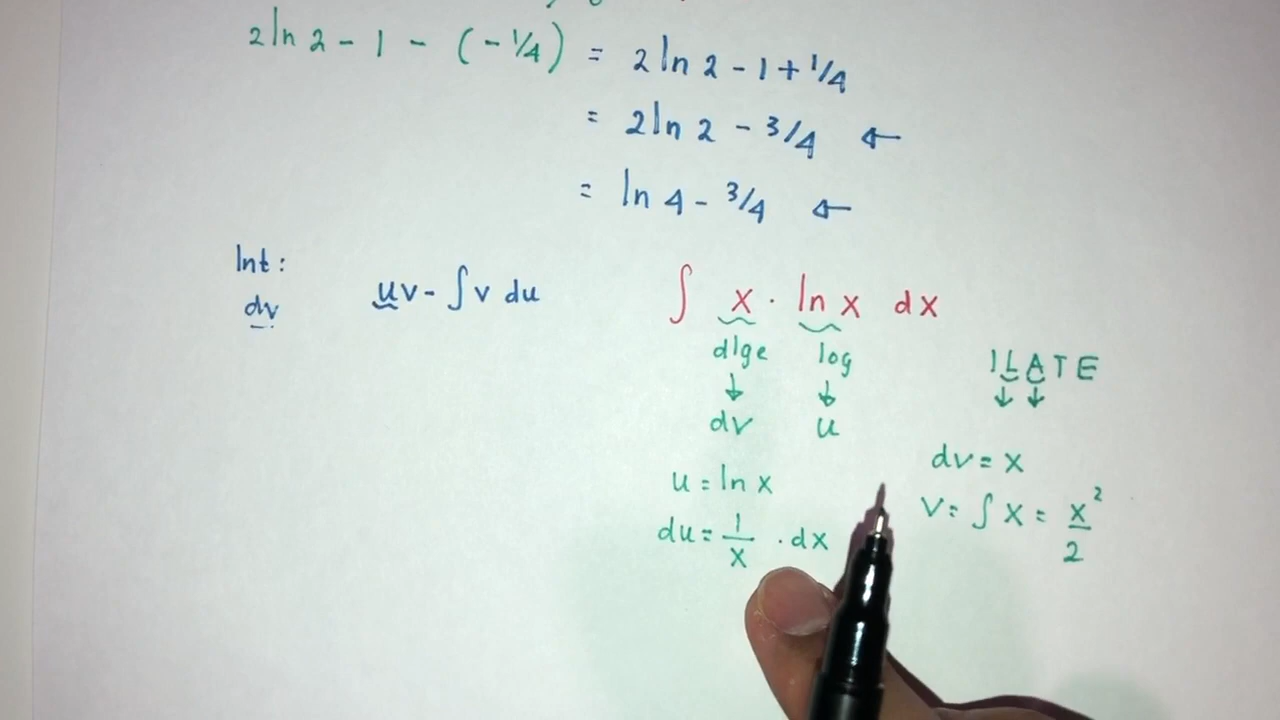 2ln 2 - 1 - (-1/4) = 2ln 2 - 1 + 1/4
= 2ln 2 - 3/4 ←
= ln 4 - 3/4 ←
Int:
dv
uv - ∫v du
∫ x · ln x dx
alge log
↓ ↓
dv u
ILATE
↓ ↓
u = ln x
du = 1/x · dx
dv = x
v = ∫ x = x²/2